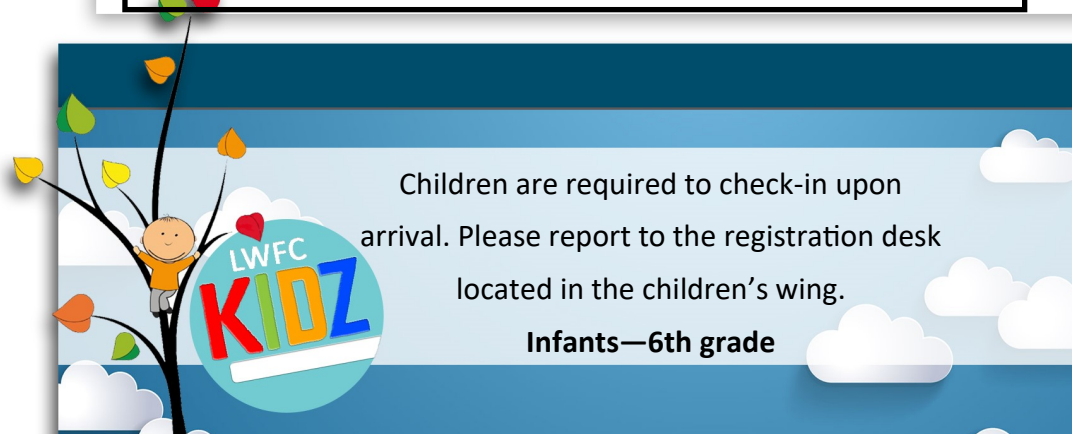 Children are required to check-in upon
arrival. Please report to the registration desk
located in the children's wing.
Infants—6th grade
LWFC
KIDZ